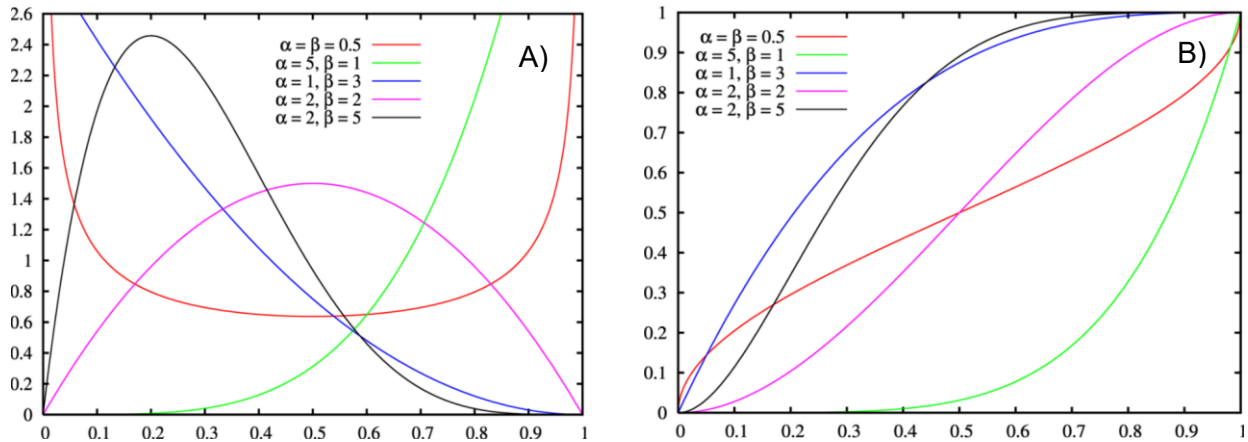 2.6
2.4
2.2
2
1.8
1.6
1.4
1.2
1
0.8
0.6
0.4
0.2
0
0 0.1 0.2 0.3 0.4 0.5 0.6 0.7 0.8 0.9 1
α = β = 0.5
α = 5, β = 1
α = 1, β = 3
α = 2, β = 2
α = 2, β = 5
A)
1
0.9
0.8
0.7
0.6
0.5
0.4
0.3
0.2
0.1
0
0 0.1 0.2 0.3 0.4 0.5 0.6 0.7 0.8 0.9 1
α = β = 0.5
α = 5, β = 1
α = 1, β = 3
α = 2, β = 2
α = 2, β = 5
B)